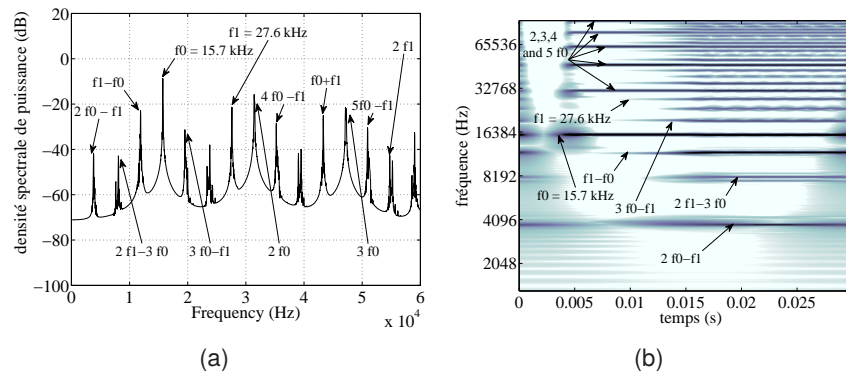 20
0
−20
−40
−60
−80
−100
densité spectrale de puissance (dB)
0
1
2
3
4
5
6
x 10⁴
Frequency (Hz)
f1 = 27.6 kHz
f0 = 15.7 kHz
2 f1
f1−f0
4 f0 −f1
f0+f1
2 f0 − f1
5f0 −f1
2 f1−3 f0
3 f0−f1
2 f0
3 f0
(a)
65536
32768
16384
8192
4096
2048
fréquence (Hz)
0
0.005
0.01
0.015
0.02
0.025
temps (s)
2,3,4
and 5 f0
f1 = 27.6 kHz
f1−f0
f0 = 15.7 kHz
3 f0−f1
2 f1−3 f0
2 f0−f1
(b)